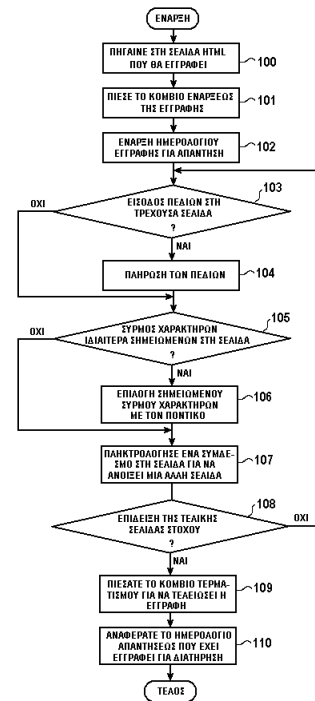 ΕΝΑΡΞΗ
ΠΗΓΑΙΝΕ ΣΤΗ ΣΕΛΙΔΑ HTML
ΠΟΥ ΘΑ ΕΓΓΡΑΦΕΙ
100
ΠΙΕΣΕ ΤΟ ΚΟΜΒΙΟ ΕΝΑΡΞΕΩΣ
ΤΗΣ ΕΓΓΡΑΦΗΣ
101
ΕΝΑΡΞΗ ΗΜΕΡΟΛΟΓΙΟΥ
ΕΓΓΡΑΦΗΣ ΓΙΑ ΑΠΑΝΤΗΣΗ
102
103
ΟΧΙ
ΕΙΣΟΔΟΣ ΠΕΔΙΩΝ ΣΤΗ
ΤΡΕΧΟΥΣΑ ΣΕΛΙΔΑ
?
ΝΑΙ
ΠΛΗΡΩΣΗ ΤΩΝ ΠΕΔΙΩΝ
104
105
ΟΧΙ
ΣΥΡΜΟΣ ΧΑΡΑΚΤΗΡΩΝ
ΙΔΙΑΙΤΕΡΑ ΣΗΜΕΙΩΜΕΝΩΝ ΣΤΗ ΣΕΛΙΔΑ
?
ΝΑΙ
ΕΠΙΛΟΓΗ ΣΗΜΕΙΩΜΕΝΟΥ
ΣΥΡΜΟΥ ΧΑΡΑΚΤΗΡΩΝ
ΜΕ ΤΟΝ ΠΟΝΤΙΚΟ
106
ΠΛΗΚΤΡΟΛΟΓΗΣΕ ΕΝΑ ΣΥΜΔΕ-
ΣΜΟ ΣΤΗ ΣΕΛΙΔΑ ΓΙΑ ΝΑ
ΑΝΟΙΞΕΙ ΜΙΑ ΑΛΛΗ ΣΕΛΙΔΑ
107
108
ΕΠΙΔΕΙΞΗ ΤΗΣ ΤΕΛΙΚΗΣ
ΣΕΛΙΔΑΣ ΣΤΟΧΟΥ
?
ΟΧΙ
ΝΑΙ
ΠΙΕΣΑΤΕ ΤΟ ΚΟΜΒΙΟ ΤΕΡΜΑ-
ΤΙΣΜΟΥ ΓΙΑ ΝΑ ΤΕΛΕΙΩΣΕΙ Η
ΕΓΓΡΑΦΗ
109
ΑΝΑΦΕΡΑΤΕ ΤΟ ΗΜΕΡΟΛΟΓΙΟ
ΑΠΑΝΤΗΣΕΩΣ ΠΟΥ ΕΧΕΙ
ΕΓΓΡΑΦΕΙ ΓΙΑ ΔΙΑΤΗΡΗΣΗ
110
ΤΕΛΟΣ